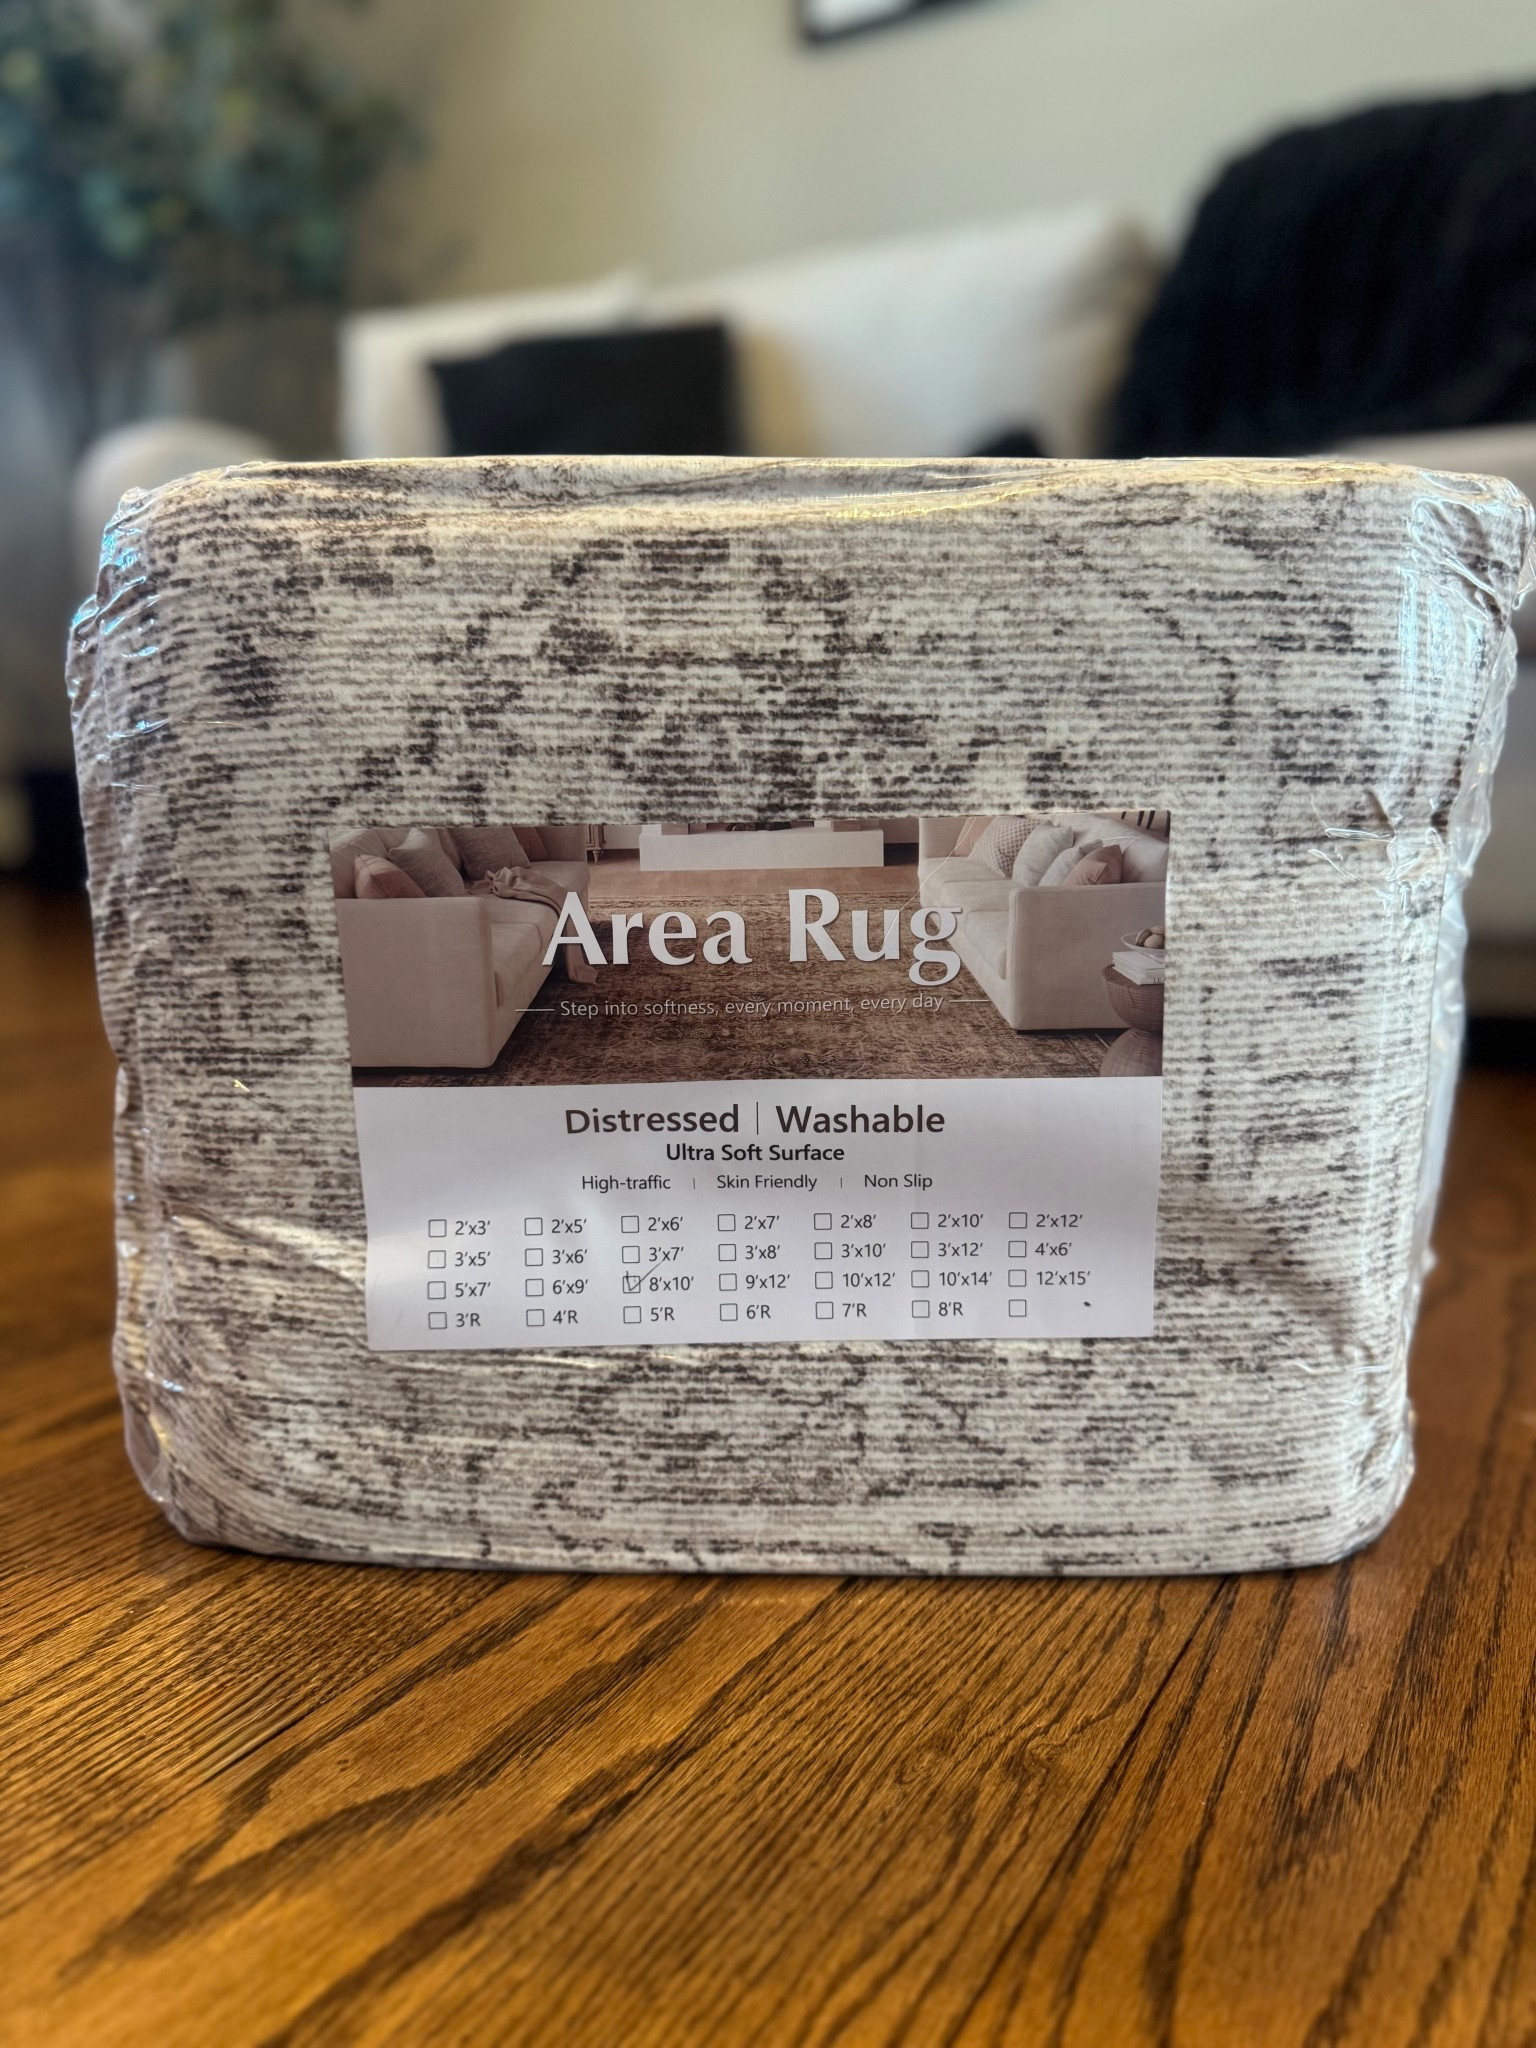 Area Rug
Step into softness, every moment, every day
Distressed | Washable
Ultra Soft Surface
High-traffic | Skin Friendly | Non Slip
2'x3' 2'x5' 2'x6' 2'x7' 2'x8' 2'x10' 2'x12'
3'x5' 3'x6' 3'x7' 3'x8' 3'x10' 3'x12' 4'x6'
5'x7' 6'x9' 8'x10' 9'x12' 10'x12' 10'x14' 12'x15'
3'R 4'R 5'R 6'R 7'R 8'R